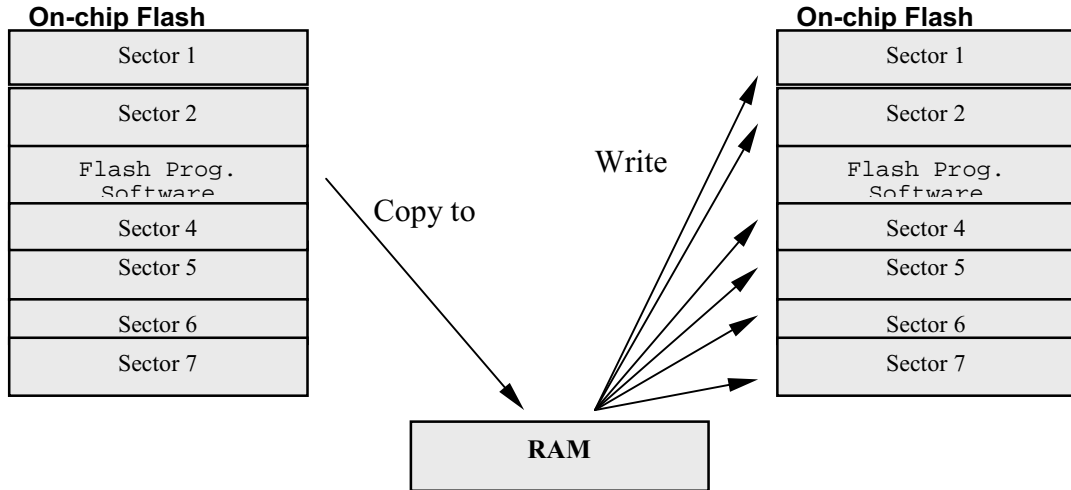 On-chip Flash
Sector 1
Sector 2
Flash Prog.
Software
Sector 4
Sector 5
Sector 6
Sector 7
Copy to
RAM
Write
On-chip Flash
Sector 1
Sector 2
Flash Prog.
Software
Sector 4
Sector 5
Sector 6
Sector 7